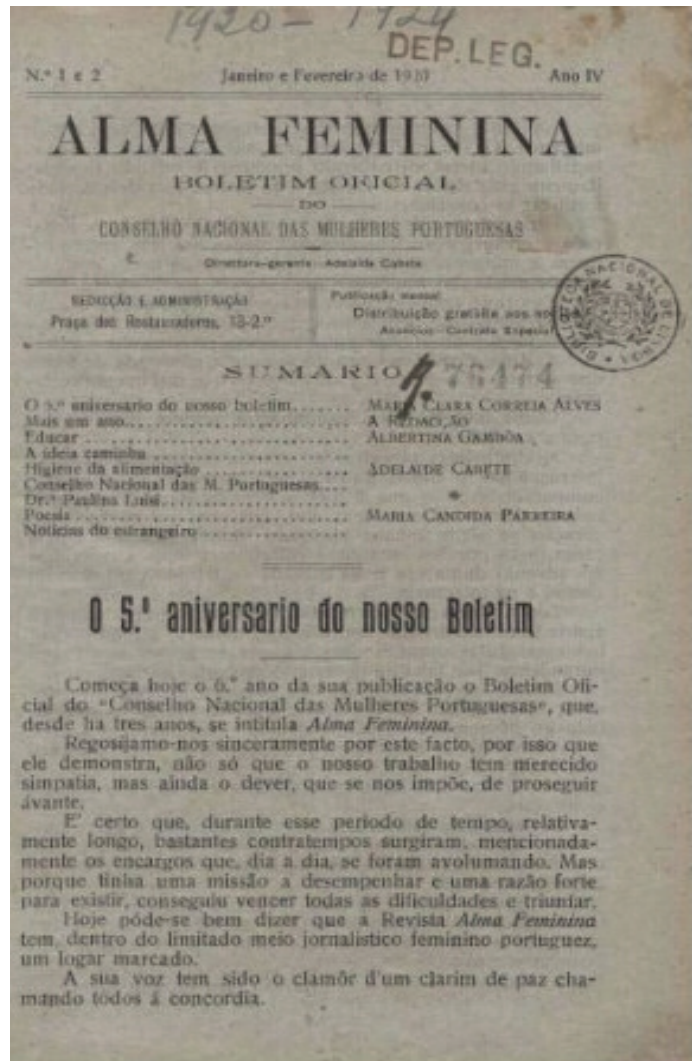 1920 - 1924
DEP. LEG.
N.º 1 e 2 Janeiro e Fevereiro de Ano IV
ALMA FEMININA
BOLETIM OFICIAL
DO
CONSELHO NACIONAL DAS MULHERES PORTUGUESAS
Directora-gerente Adelaide Cabete
REDACÇÃO E ADMINISTRAÇÃO
Praça dos Restauradores, 13-2.º
Publicação mensal
Distribuição gratuita aos
Anuncios-Contrato Especial
BIBLIOTECA NACIONAL DE LISBOA
SUMARIO
76474
O 5.º aniversario do nosso boletim....... MARIA CLARA CORREIA ALVES
Mais um ano............................ A REDACÇÃO
Educar ................................ ALBERTINA GAMBÔA
A ideia caminha ........................
Higiene da alimentação ................. ADELAIDE CABETE
Conselho Nacional das M. Portuguesas....
Dr.ª Paulina Luisi......................
Poesia ................................. MARIA CANDIDA PARREIRA
Noticias do estrangeiro ................
O 5.º aniversario do nosso Boletim
Começa hoje o 6.º ano da sua publicação o Boletim Ofi-
cial do "Conselho Nacional das Mulheres Portuguesas", que,
desde ha tres anos, se intitula Alma Feminina.
Regosijamo-nos sinceramente por este facto, por isso que
ele demonstra, não só que o nosso trabalho tem merecido
simpatia, mas ainda o dever, que se nos impõe, de proseguir
ávante.
E' certo que, durante esse periodo de tempo, relativa-
mente longo, bastantes contratempos surgiram, mencionada-
mente os encargos que, dia a dia, se foram avolumando. Mas
porque tinha uma missão a desempenhar e uma razão forte
para existir, conseguiu vencer todas as dificuldades e triunfar.
Hoje póde-se bem dizer que a Revista Alma Feminina
tem, dentro do limitado meio jornalistico feminino portuguez,
um logar marcado.
A sua voz tem sido o clamôr d'um clarim de paz cha-
mando todos á concordia.